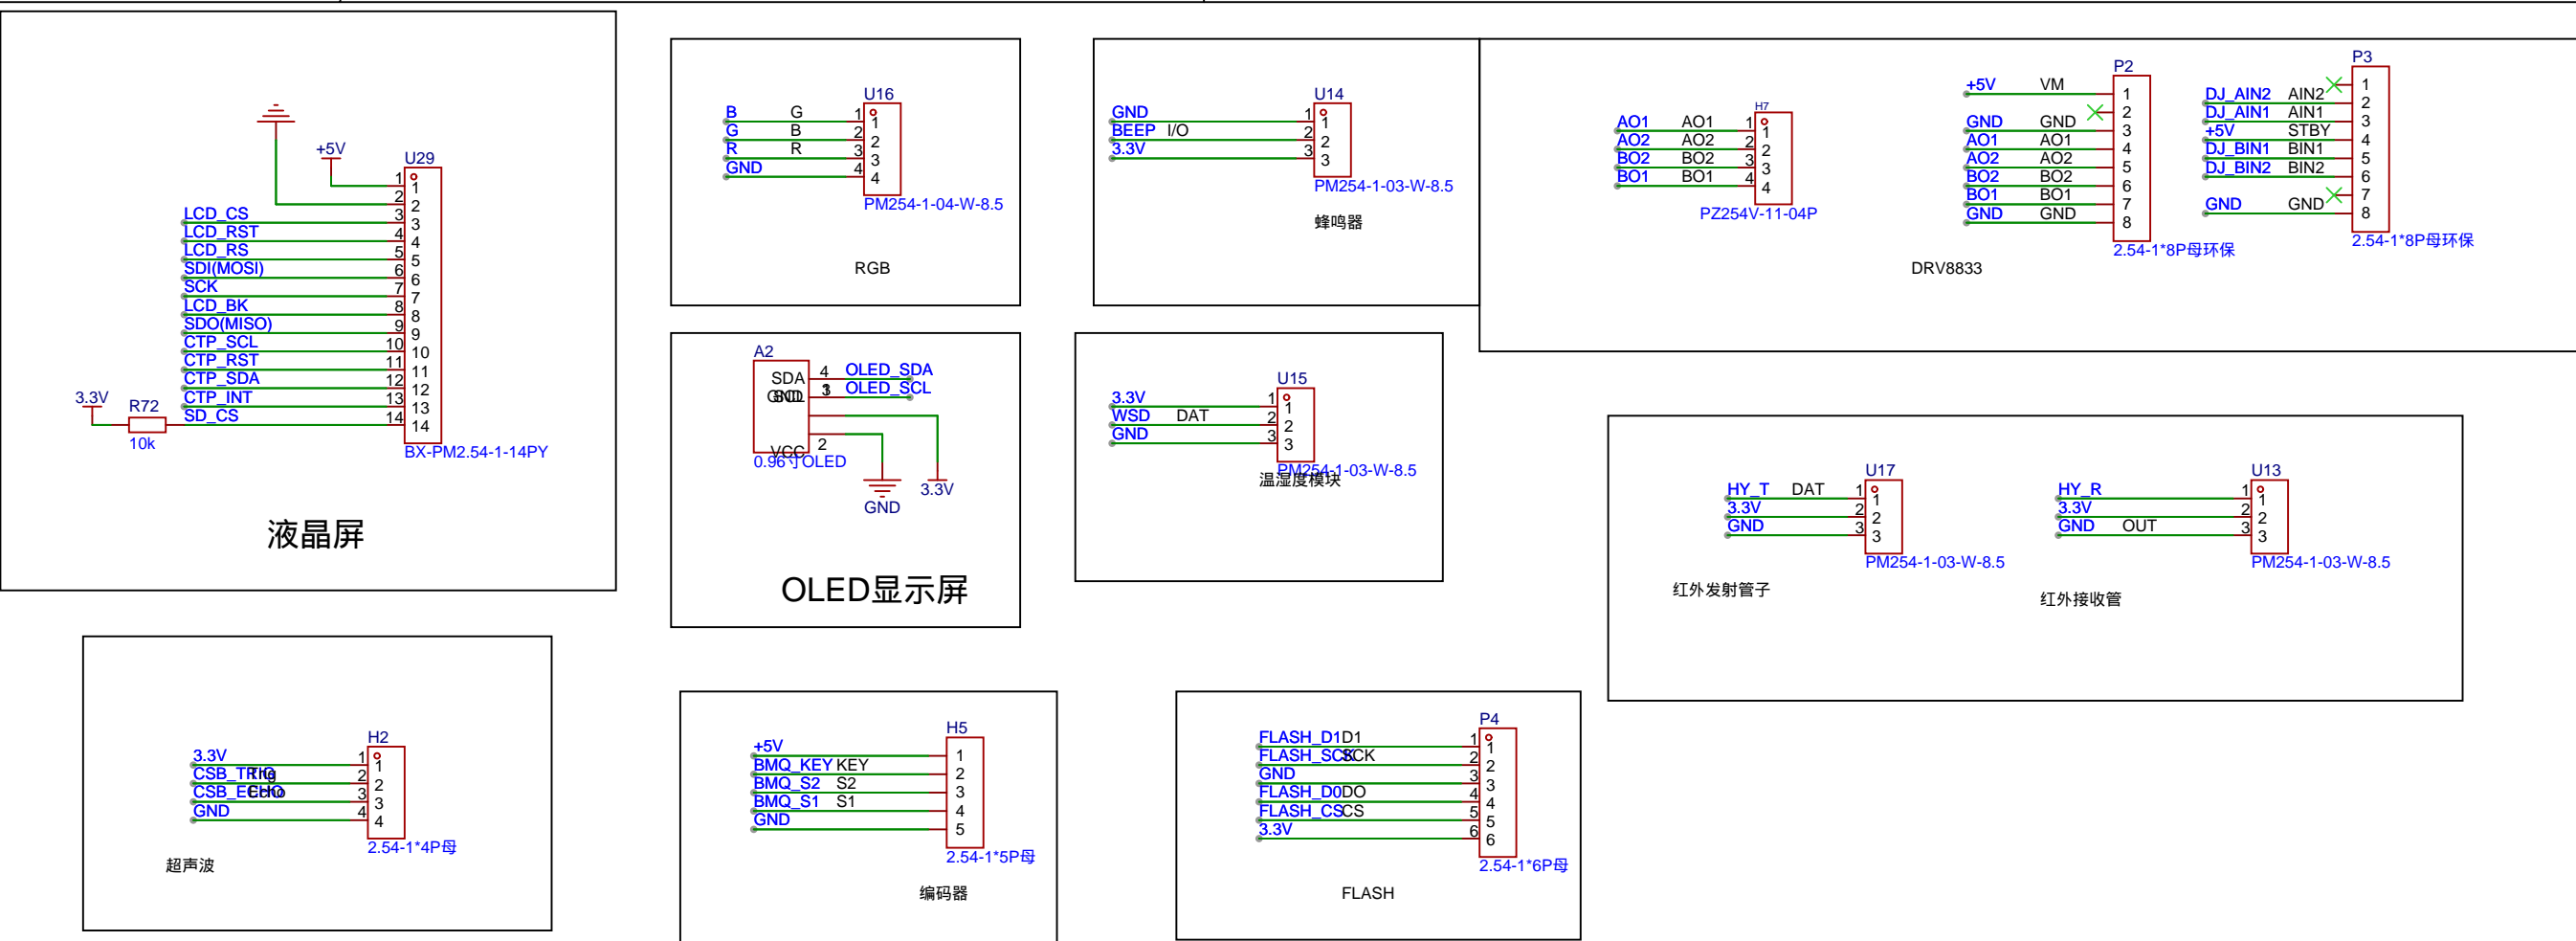 +5V
U29
1 1
2 2
LCD_CS 3 3
LCD_RST 4 4
LCD_RS 5 5
SDI(MOSI) 6 6
SCK 7 7
LCD_BK 8 8
SDO(MISO) 9 9
CTP_SCL 10 10
CTP_RST 11 11
CTP_SDA 12 12
CTP_INT 13 13
3.3V R72 SD_CS 14 14
10k
BX-PM2.54-1-14PY
液晶屏
U16
B G 1 1
G B 2 2
R R 3 3
GND 4 4
PM254-1-04-W-8.5
RGB
U14
GND 1 1
BEEP I/O 2 2
3.3V 3 3
PM254-1-03-W-8.5
蜂鸣器
H7
AO1 AO1 1 1
AO2 AO2 2 2
BO2 BO2 3 3
BO1 BO1 4 4
PZ254V-11-04P
P2
+5V VM 1
2
GND GND 3
AO1 AO1 4
AO2 AO2 5
BO2 BO2 6
BO1 BO1 7
GND GND 8
2.54-1*8P母环保
P3
1
DJ_AIN2 AIN2 2
DJ_AIN1 AIN1 3
+5V STBY 4
DJ_BIN1 BIN1 5
DJ_BIN2 BIN2 6
7
GND GND 8
2.54-1*8P母环保
DRV8833
A2
SDA 4 OLED_SDA
OLED_SCL
VCC 2
0.96寸OLED
GND
3.3V
OLED显示屏
U15
3.3V 1 1
WSD DAT 2 2
GND 3 3
PM254-1-03-W-8.5
温湿度模块
U17
HY_T DAT 1 1
3.3V 2 2
GND 3 3
PM254-1-03-W-8.5
红外发射管子
U13
HY_R 1 1
3.3V 2 2
GND OUT 3 3
PM254-1-03-W-8.5
红外接收管
H2
3.3V 1 1
CSB_TRIG Trig 2 2
CSB_ECHO Echo 3 3
GND 4 4
2.54-1*4P母
超声波
H5
+5V 1
BMQ_KEY KEY 2
BMQ_S2 S2 3
BMQ_S1 S1 4
GND 5
2.54-1*5P母
编码器
P4
FLASH_D1 D1 1 1
FLASH_SCK SCK 2 2
GND 3 3
FLASH_D0 DO 4 4
FLASH_CS CS 5 5
3.3V 6 6
2.54-1*6P母
FLASH